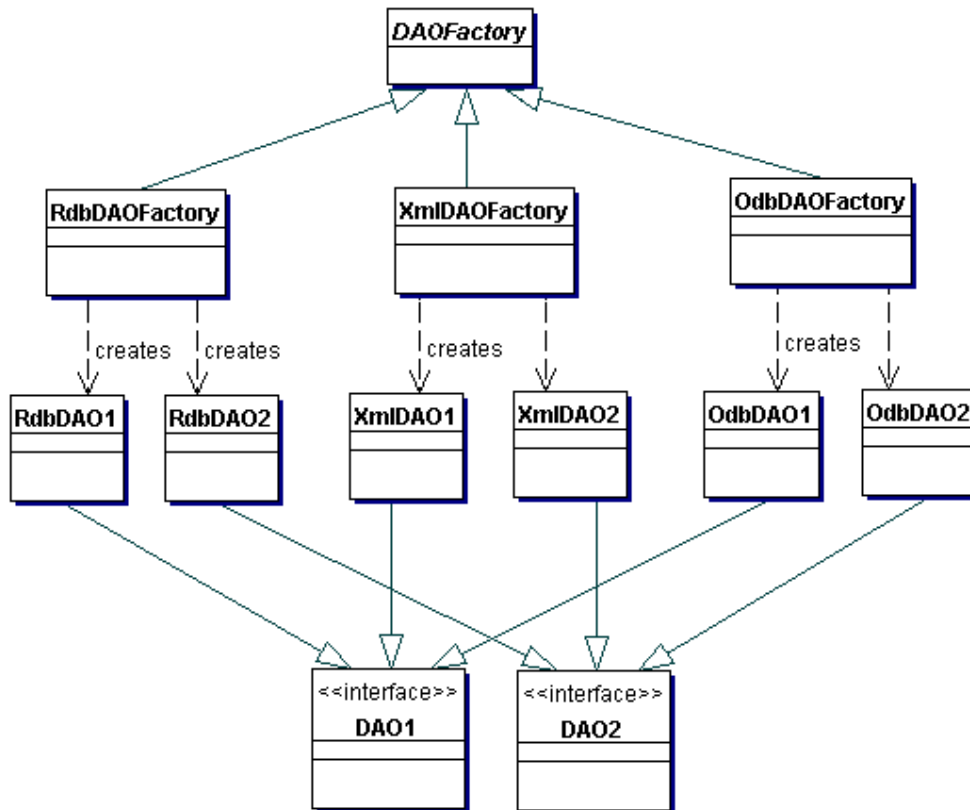 DAOFactory
RdbDAOFactory
XmlDAOFactory
OdbDAOFactory
creates
creates
creates
creates
RdbDAO1
RdbDAO2
XmlDAO1
XmlDAO2
OdbDAO1
OdbDAO2
<<interface>>
DAO1
<<interface>>
DAO2